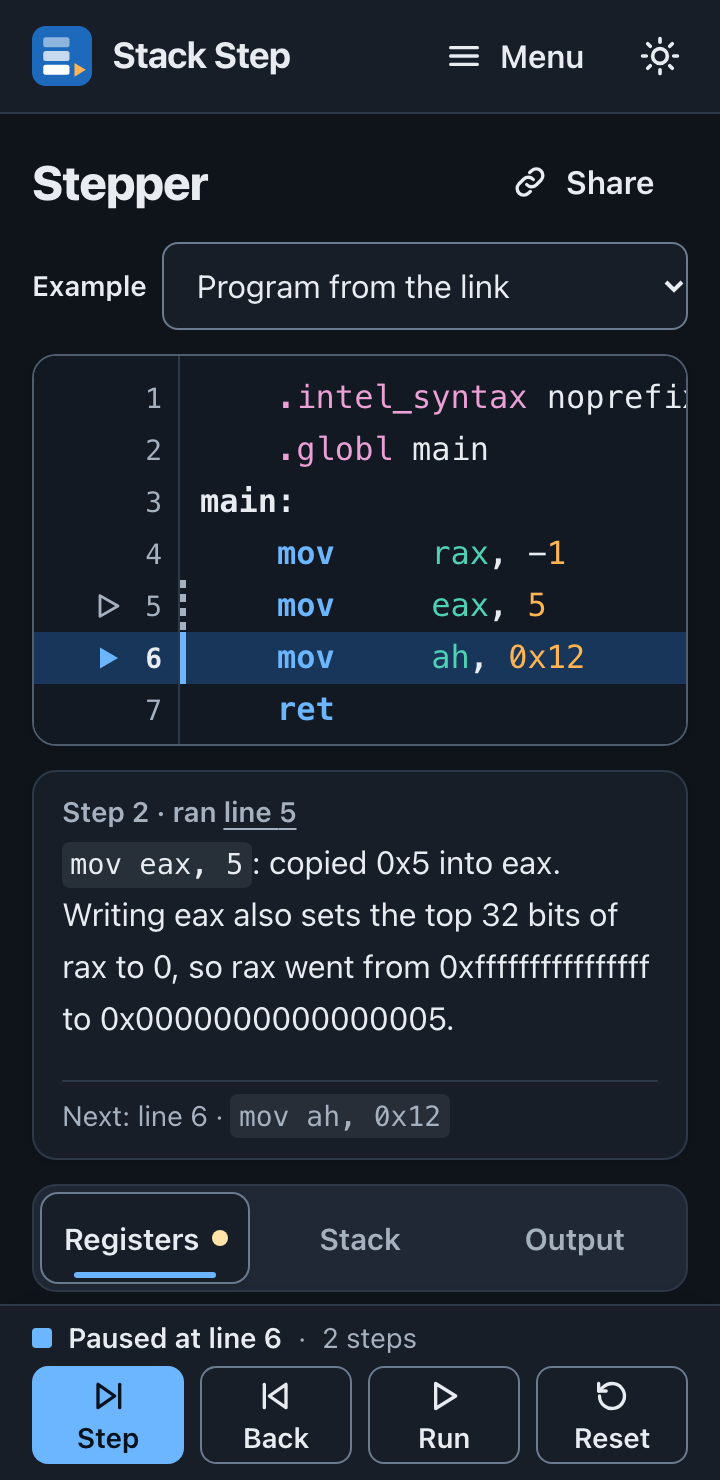 Stack Step
Menu
Stepper
Share
Example
Program from the link
1 .intel_syntax noprefix
2 .globl main
3 main:
4 mov rax, −1
5 mov eax, 5
6 mov ah, 0x12
7 ret
Step 2 · ran line 5
mov eax, 5: copied 0x5 into eax.
Writing eax also sets the top 32 bits of
rax to 0, so rax went from 0xffffffffffffffff
to 0x0000000000000005.
Next: line 6 · mov ah, 0x12
Registers Stack Output
Paused at line 6 · 2 steps
Step Back Run Reset